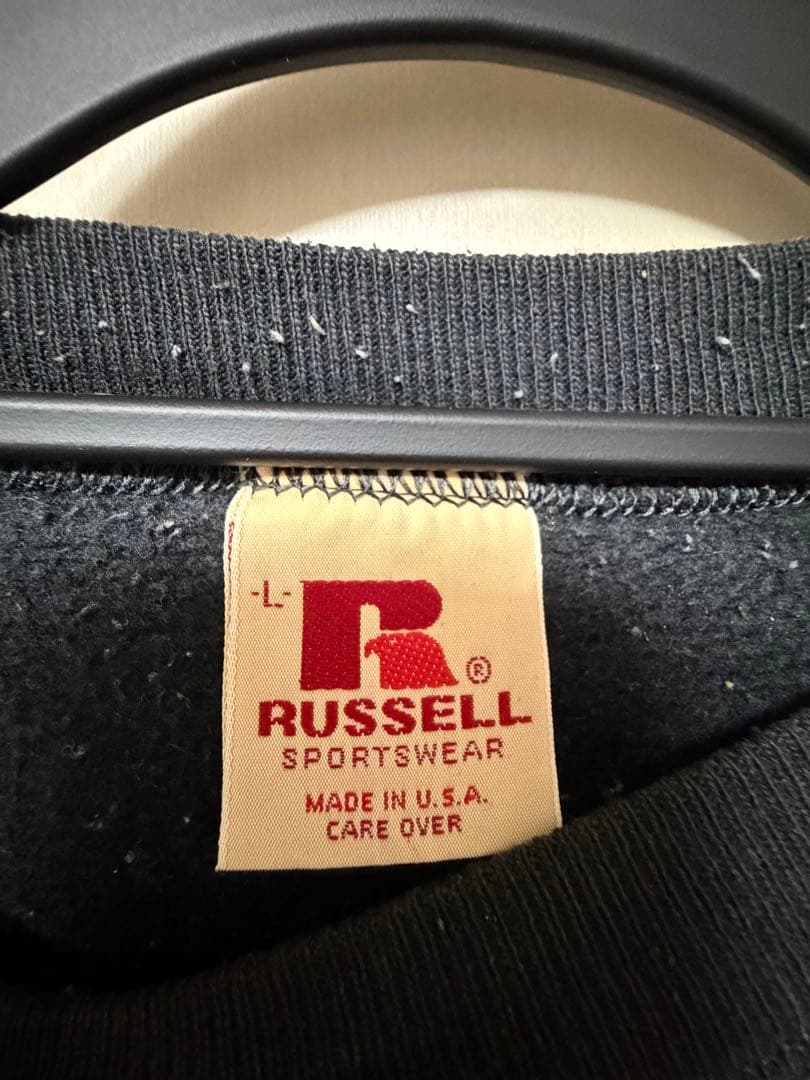 -L-
R®
RUSSELL
SPORTSWEAR
MADE IN U.S.A.
CARE OVER